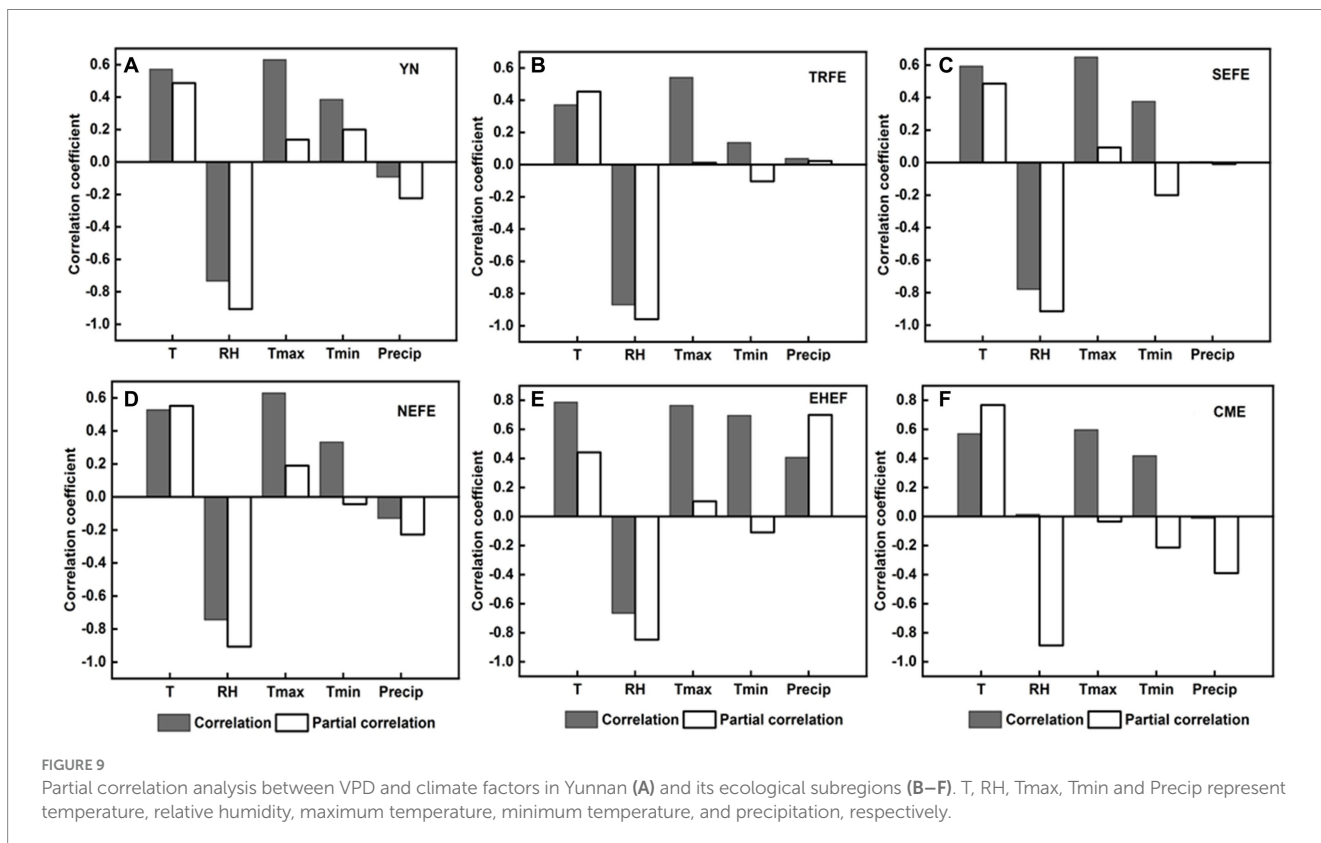 A
YN
Correlation coefficient
0.6
0.4
0.2
0.0
-0.2
-0.4
-0.6
-0.8
-1.0
T RH Tmax Tmin Precip
B
TRFE
Correlation coefficient
0.6
0.4
0.2
0.0
-0.2
-0.4
-0.6
-0.8
-1.0
T RH Tmax Tmin Precip
C
SEFE
Correlation coefficient
0.6
0.4
0.2
0.0
-0.2
-0.4
-0.6
-0.8
-1.0
T RH Tmax Tmin Precip
D
NEFE
Correlation coefficient
0.6
0.4
0.2
0.0
-0.2
-0.4
-0.6
-0.8
-1.0
T RH Tmax Tmin Precip
Correlation Partial correlation
E
EHEF
Correlation coefficient
0.8
0.6
0.4
0.2
0.0
-0.2
-0.4
-0.6
-0.8
-1.0
T RH Tmax Tmin Precip
Correlation Partial correlation
F
CME
Correlation coefficient
0.8
0.6
0.4
0.2
0.0
-0.2
-0.4
-0.6
-0.8
-1.0
T RH Tmax Tmin Precip
Correlation Partial correlation
FIGURE 9
Partial correlation analysis between VPD and climate factors in Yunnan (A) and its ecological subregions (B–F). T, RH, Tmax, Tmin and Precip represent
temperature, relative humidity, maximum temperature, minimum temperature, and precipitation, respectively.